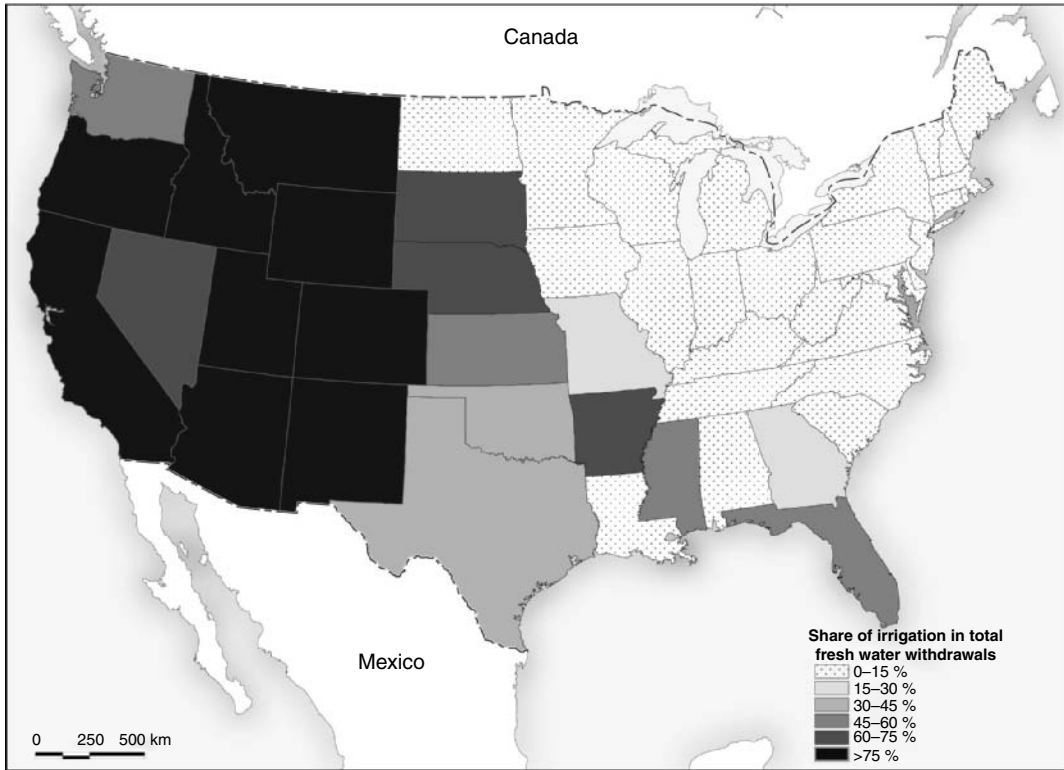 Canada
Mexico
Share of irrigation in total
fresh water withdrawals
0–15 %
15–30 %
30–45 %
45–60 %
60–75 %
>75 %
0 250 500 km